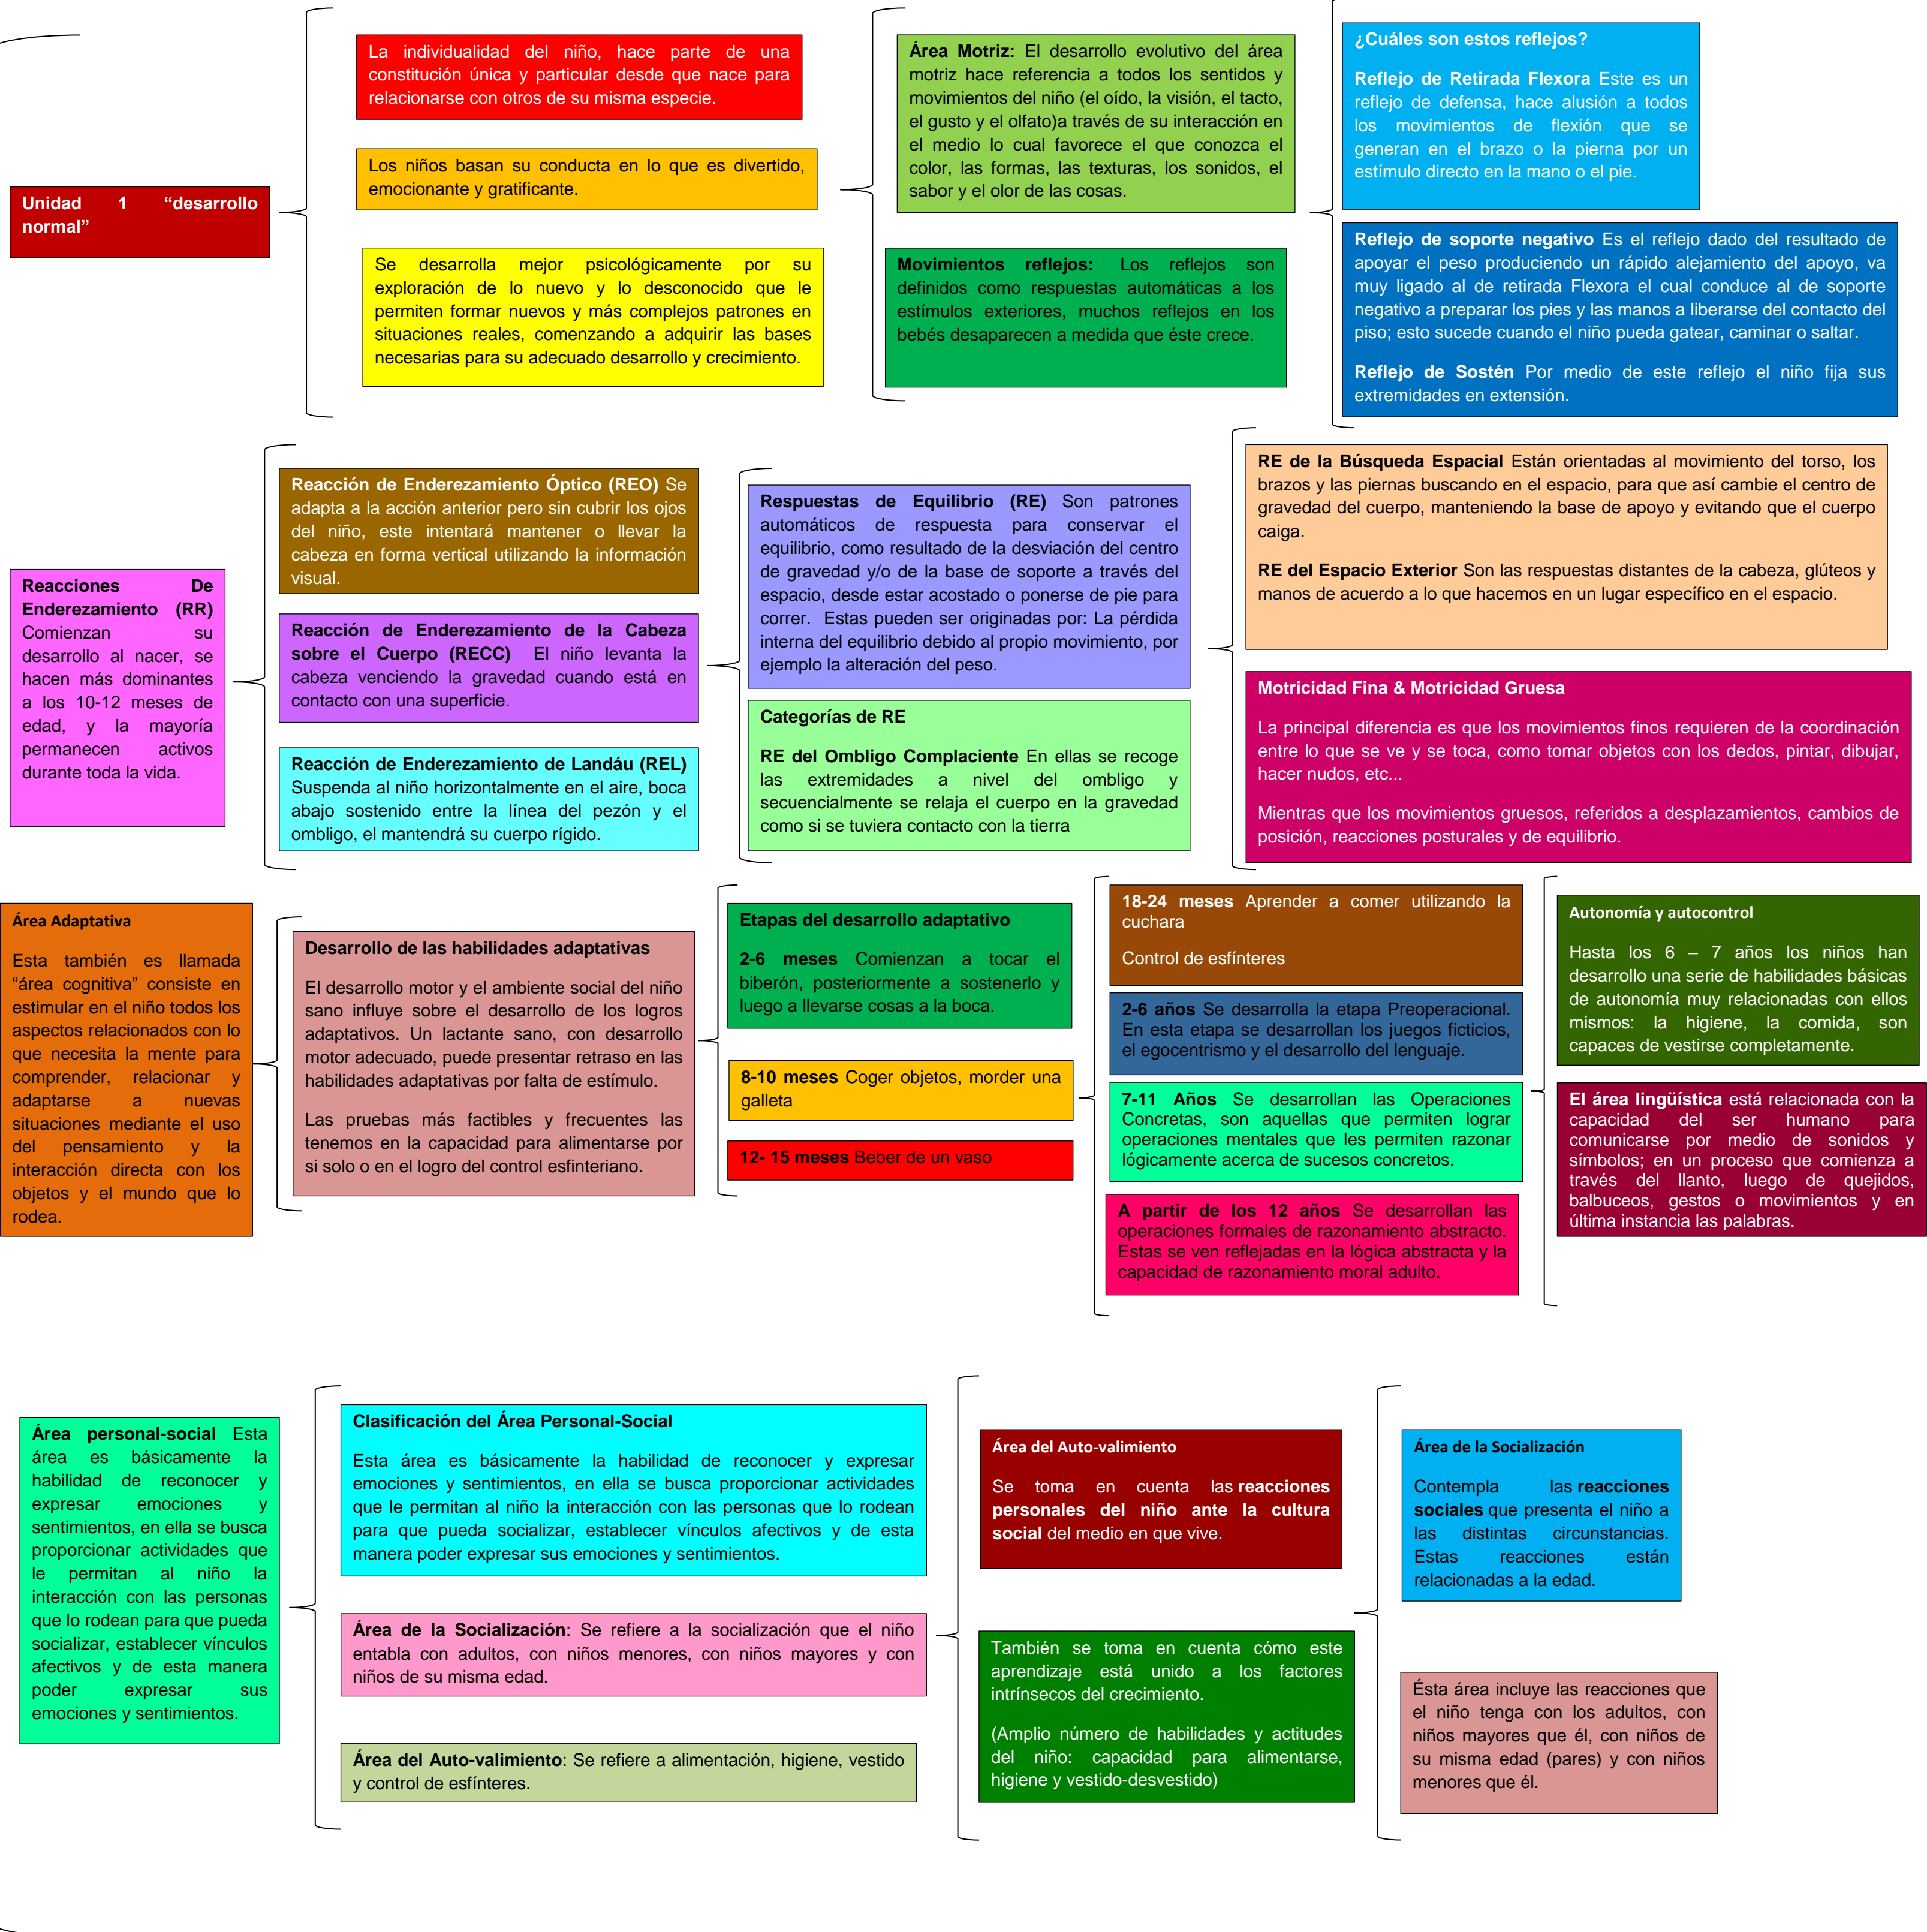 Unidad 1 “desarrollo
normal”
La individualidad del niño, hace parte de una
constitución única y particular desde que nace para
relacionarse con otros de su misma especie.
Los niños basan su conducta en lo que es divertido,
emocionante y gratificante.
Se desarrolla mejor psicológicamente por su
exploración de lo nuevo y lo desconocido que le
permiten formar nuevos y más complejos patrones en
situaciones reales, comenzando a adquirir las bases
necesarias para su adecuado desarrollo y crecimiento.
Área Motriz: El desarrollo evolutivo del área
motriz hace referencia a todos los sentidos y
movimientos del niño (el oído, la visión, el tacto,
el gusto y el olfato)a través de su interacción en
el medio lo cual favorece el que conozca el
color, las formas, las texturas, los sonidos, el
sabor y el olor de las cosas.
Movimientos reflejos: Los reflejos son
definidos como respuestas automáticas a los
estímulos exteriores, muchos reflejos en los
bebés desaparecen a medida que éste crece.
¿Cuáles son estos reflejos?
Reflejo de Retirada Flexora Este es un
reflejo de defensa, hace alusión a todos
los movimientos de flexión que se
generan en el brazo o la pierna por un
estímulo directo en la mano o el pie.
Reflejo de soporte negativo Es el reflejo dado del resultado de
apoyar el peso produciendo un rápido alejamiento del apoyo, va
muy ligado al de retirada Flexora el cual conduce al de soporte
negativo a preparar los pies y las manos a liberarse del contacto del
piso; esto sucede cuando el niño pueda gatear, caminar o saltar.
Reflejo de Sostén Por medio de este reflejo el niño fija sus
extremidades en extensión.
Reacciones De
Enderezamiento (RR)
Comienzan su
desarrollo al nacer, se
hacen más dominantes
a los 10-12 meses de
edad, y la mayoría
permanecen activos
durante toda la vida.
Reacción de Enderezamiento Óptico (REO) Se
adapta a la acción anterior pero sin cubrir los ojos
del niño, este intentará mantener o llevar la
cabeza en forma vertical utilizando la información
visual.
Reacción de Enderezamiento de la Cabeza
sobre el Cuerpo (RECC) El niño levanta la
cabeza venciendo la gravedad cuando está en
contacto con una superficie.
Reacción de Enderezamiento de Landáu (REL)
Suspenda al niño horizontalmente en el aire, boca
abajo sostenido entre la línea del pezón y el
ombligo, el mantendrá su cuerpo rígido.
Respuestas de Equilibrio (RE) Son patrones
automáticos de respuesta para conservar el
equilibrio, como resultado de la desviación del centro
de gravedad y/o de la base de soporte a través del
espacio, desde estar acostado o ponerse de pie para
correr. Estas pueden ser originadas por: La pérdida
interna del equilibrio debido al propio movimiento, por
ejemplo la alteración del peso.
Categorías de RE
RE del Ombligo Complaciente En ellas se recoge
las extremidades a nivel del ombligo y
secuencialmente se relaja el cuerpo en la gravedad
como si se tuviera contacto con la tierra
RE de la Búsqueda Espacial Están orientadas al movimiento del torso, los
brazos y las piernas buscando en el espacio, para que así cambie el centro de
gravedad del cuerpo, manteniendo la base de apoyo y evitando que el cuerpo
caiga.
RE del Espacio Exterior Son las respuestas distantes de la cabeza, glúteos y
manos de acuerdo a lo que hacemos en un lugar específico en el espacio.
Motricidad Fina & Motricidad Gruesa
La principal diferencia es que los movimientos finos requieren de la coordinación
entre lo que se ve y se toca, como tomar objetos con los dedos, pintar, dibujar,
hacer nudos, etc...
Mientras que los movimientos gruesos, referidos a desplazamientos, cambios de
posición, reacciones posturales y de equilibrio.
Área Adaptativa
Esta también es llamada
“área cognitiva” consiste en
estimular en el niño todos los
aspectos relacionados con lo
que necesita la mente para
comprender, relacionar y
adaptarse a nuevas
situaciones mediante el uso
del pensamiento y la
interacción directa con los
objetos y el mundo que lo
rodea.
Desarrollo de las habilidades adaptativas
El desarrollo motor y el ambiente social del niño
sano influye sobre el desarrollo de los logros
adaptativos. Un lactante sano, con desarrollo
motor adecuado, puede presentar retraso en las
habilidades adaptativas por falta de estímulo.
Las pruebas más factibles y frecuentes las
tenemos en la capacidad para alimentarse por
si solo o en el logro del control esfinteriano.
Etapas del desarrollo adaptativo
2-6 meses Comienzan a tocar el
biberón, posteriormente a sostenerlo y
luego a llevarse cosas a la boca.
8-10 meses Coger objetos, morder una
galleta
12- 15 meses Beber de un vaso
18-24 meses Aprender a comer utilizando la
cuchara
Control de esfínteres
2-6 años Se desarrolla la etapa Preoperacional.
En esta etapa se desarrollan los juegos ficticios,
el egocentrismo y el desarrollo del lenguaje.
7-11 Años Se desarrollan las Operaciones
Concretas, son aquellas que permiten lograr
operaciones mentales que les permiten razonar
lógicamente acerca de sucesos concretos.
A partir de los 12 años Se desarrollan las
operaciones formales de razonamiento abstracto.
Estas se ven reflejadas en la lógica abstracta y la
capacidad de razonamiento moral adulto.
Autonomía y autocontrol
Hasta los 6 – 7 años los niños han
desarrollo una serie de habilidades básicas
de autonomía muy relacionadas con ellos
mismos: la higiene, la comida, son
capaces de vestirse completamente.
El área lingüística está relacionada con la
capacidad del ser humano para
comunicarse por medio de sonidos y
símbolos; en un proceso que comienza a
través del llanto, luego de quejidos,
balbuceos, gestos o movimientos y en
última instancia las palabras.
Área personal-social Esta
área es básicamente la
habilidad de reconocer y
expresar emociones y
sentimientos, en ella se busca
proporcionar actividades que
le permitan al niño la
interacción con las personas
que lo rodean para que pueda
socializar, establecer vínculos
afectivos y de esta manera
poder expresar sus
emociones y sentimientos.
Clasificación del Área Personal-Social
Esta área es básicamente la habilidad de reconocer y expresar
emociones y sentimientos, en ella se busca proporcionar actividades
que le permitan al niño la interacción con las personas que lo rodean
para que pueda socializar, establecer vínculos afectivos y de esta
manera poder expresar sus emociones y sentimientos.
Área de la Socialización: Se refiere a la socialización que el niño
entabla con adultos, con niños menores, con niños mayores y con
niños de su misma edad.
Área del Auto-valimiento: Se refiere a alimentación, higiene, vestido
y control de esfínteres.
Área del Auto-valimiento
Se toma en cuenta las reacciones
personales del niño ante la cultura
social del medio en que vive.
También se toma en cuenta cómo este
aprendizaje está unido a los factores
intrínsecos del crecimiento.
(Amplio número de habilidades y actitudes
del niño: capacidad para alimentarse,
higiene y vestido-desvestido)
Área de la Socialización
Contempla las reacciones
sociales que presenta el niño a
las distintas circunstancias.
Estas reacciones están
relacionadas a la edad.
Ésta área incluye las reacciones que
el niño tenga con los adultos, con
niños mayores que él, con niños de
su misma edad (pares) y con niños
menores que él.